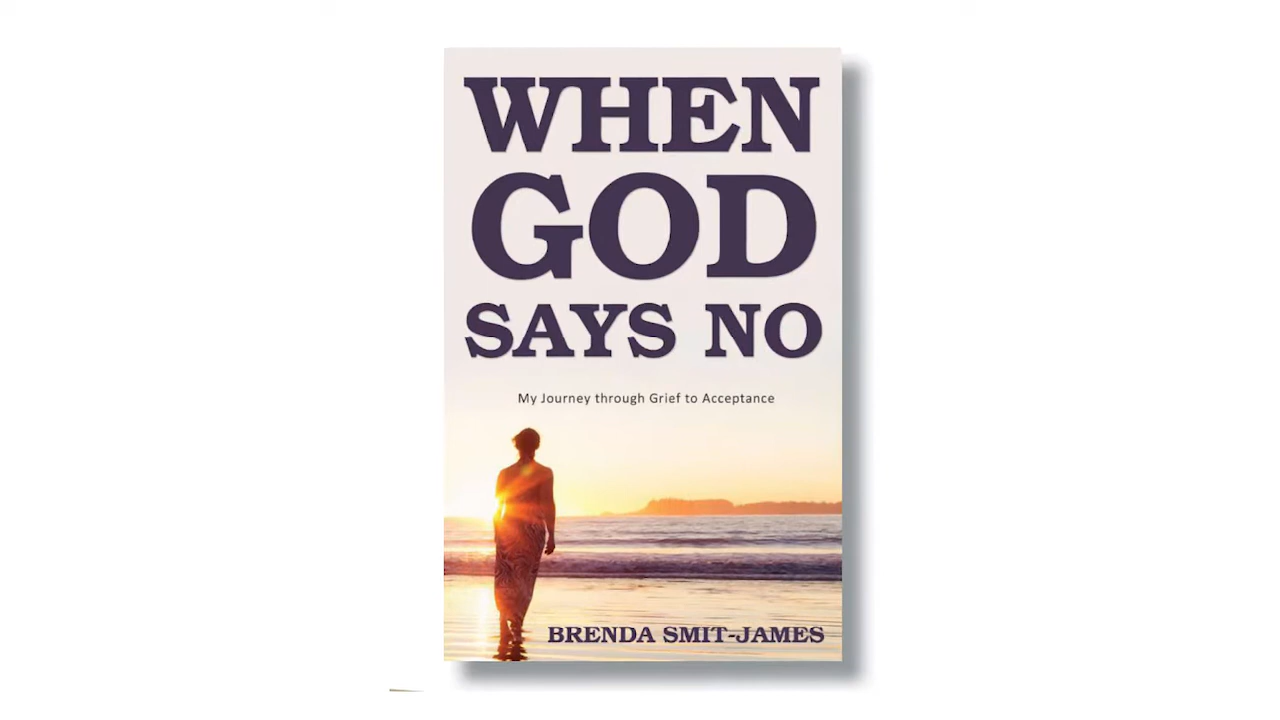 WHEN
GOD
SAYS NO
My Journey through Grief to Acceptance
BRENDA SMIT-JAMES